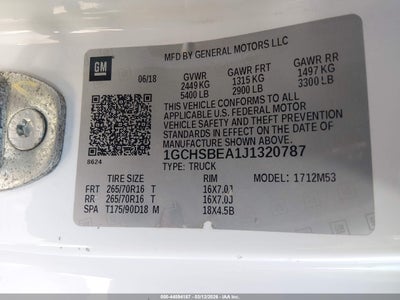 GM
MFD BY GENERAL MOTORS LLC
06/18 GVWR GAWR FRT GAWR RR
2449 KG 1315 KG 1497 KG
5400 LB 2900 LB 3300 LB
THIS VEHICLE CONFORMS TO ALL
APPLICABLE U.S. FEDERAL MOTOR
VEHICLE SAFETY, BUMPER, AND THEFT PREVENTION
STANDARDS IN EFFECT ON THE DATE OF
MANUFACTURE SHOWN ABOVE.
8624 1GCHSBEA1J1320787
TYPE: TRUCK
TIRE SIZE RIM MODEL: 1712M53
FRT 265/70R16 T 16X7.0J
RR 265/70R16 T 16X7.0J
SPA T175/90D18 M 18X4.5B